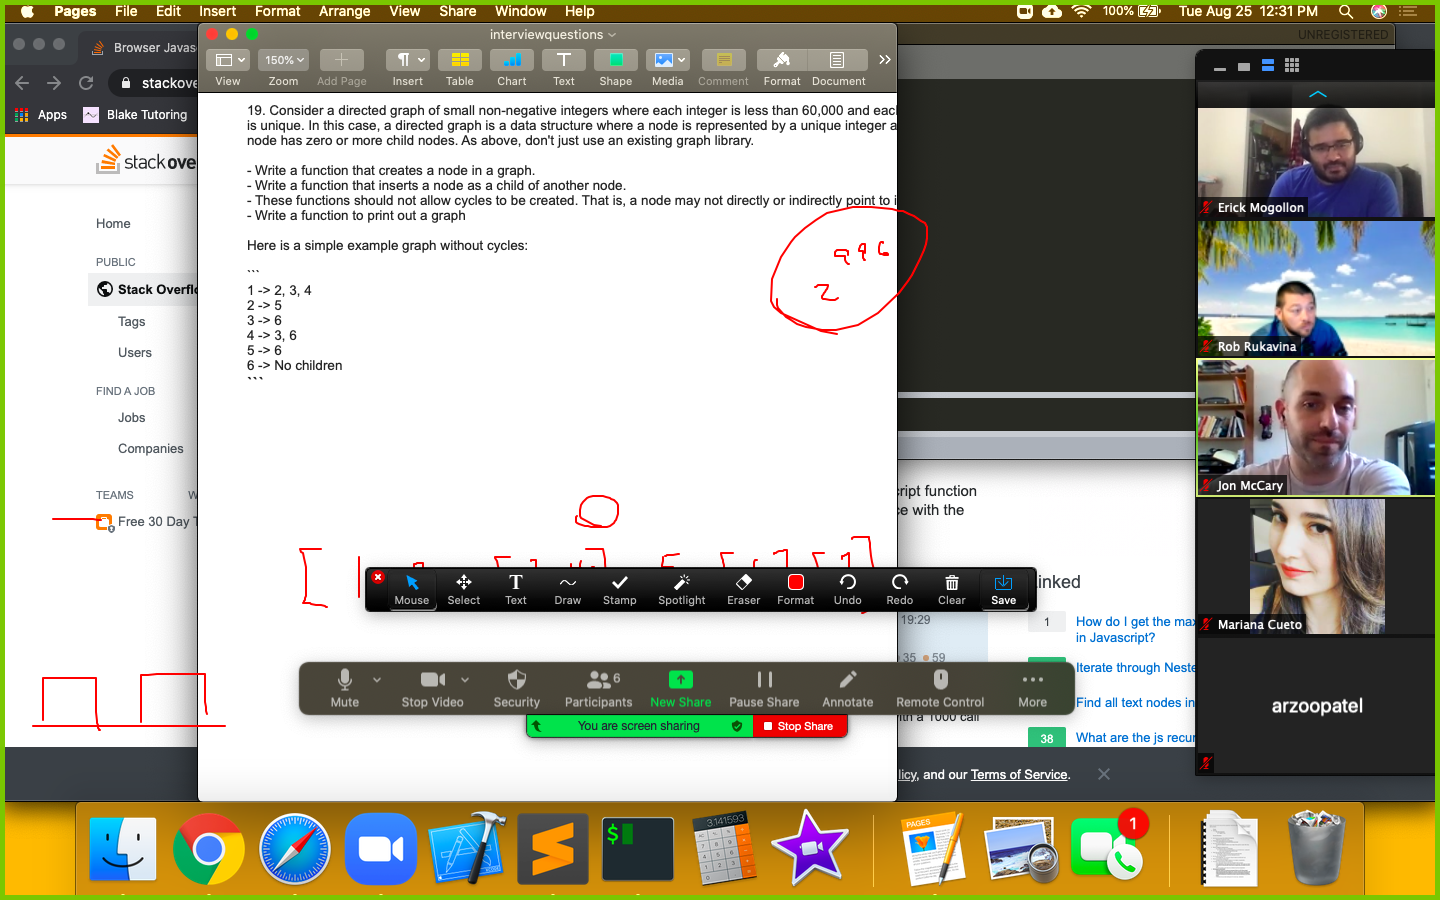 Pages File Edit Insert Format Arrange View Share Window Help
100% Tue Aug 25 12:31 PM
Browser Javas
interviewquestions
UNREGISTERED
stackove
150%
View Zoom Add Page Insert Table Chart Text Shape Media Comment Format Document
Apps Blake Tutoring
stackove
Home
PUBLIC
Stack Overfl
Tags
Users
FIND A JOB
Jobs
Companies
TEAMS W
Free 30 Day T
19. Consider a directed graph of small non-negative integers where each integer is less than 60,000 and eac
is unique. In this case, a directed graph is a data structure where a node is represented by a unique integer a
node has zero or more child nodes. As above, don't just use an existing graph library.
- Write a function that creates a node in a graph.
- Write a function that inserts a node as a child of another node.
- These functions should not allow cycles to be created. That is, a node may not directly or indirectly point to i
- Write a function to print out a graph
Here is a simple example graph without cycles:
```
1 -> 2, 3, 4
2 -> 5
3 -> 6
4 -> 3, 6
5 -> 6
6 -> No children
```
996
2
Mouse Select Text Draw Stamp Spotlight Eraser Format Undo Redo Clear Save
Mute Stop Video Security Participants 6 New Share Pause Share Annotate Remote Control More
You are screen sharing Stop Share
cript function
ce with the
inked
19:29
35 59
1 How do I get the max
in Javascript?
Iterate through Neste
Find all text nodes in
with a 1000 call
38 What are the js recur
licy, and our Terms of Service.
Erick Mogollon
Rob Rukavina
Jon McCary
Mariana Cueto
arzoopatel
$
3.141593
PAGES
1